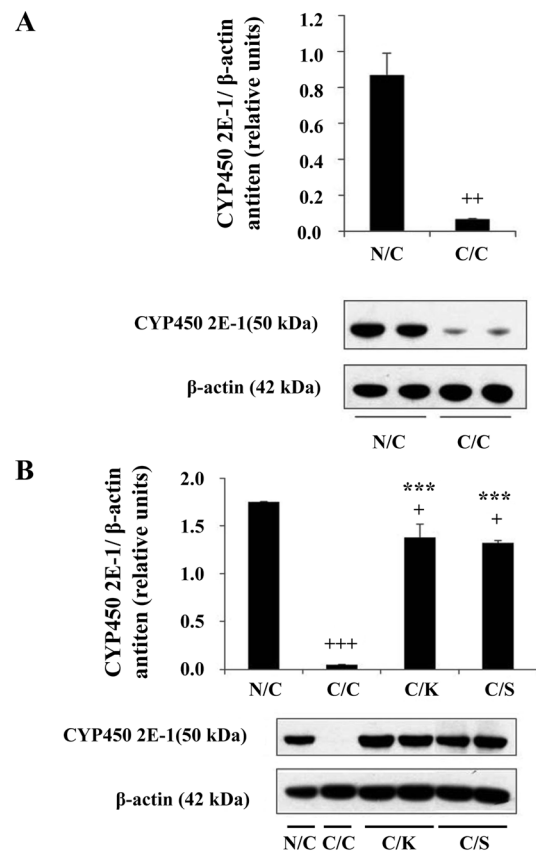 A
CYP450 2E-1/ β-actin
antiten (relative units)
1.2
1.0
0.8
0.6
0.4
0.2
0.0
++
N/C C/C
CYP450 2E-1(50 kDa)
β-actin (42 kDa)
N/C C/C
B
CYP450 2E-1/ β-actin
antiten (relative units)
2.0
1.5
1.0
0.5
0.0
+++
***
+
***
+
N/C C/C C/K C/S
CYP450 2E-1(50 kDa)
β-actin (42 kDa)
N/C C/C C/K C/S